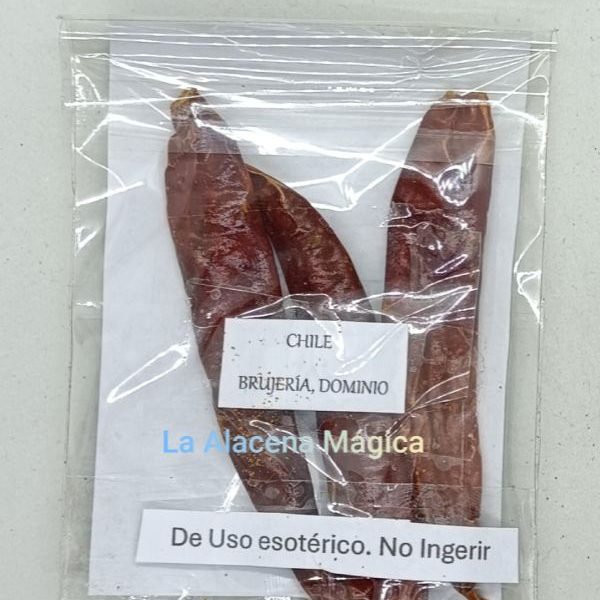 CHILE
BRUJERÍA, DOMINIO
La Alacena Mágica
De Uso esotérico. No Ingerir